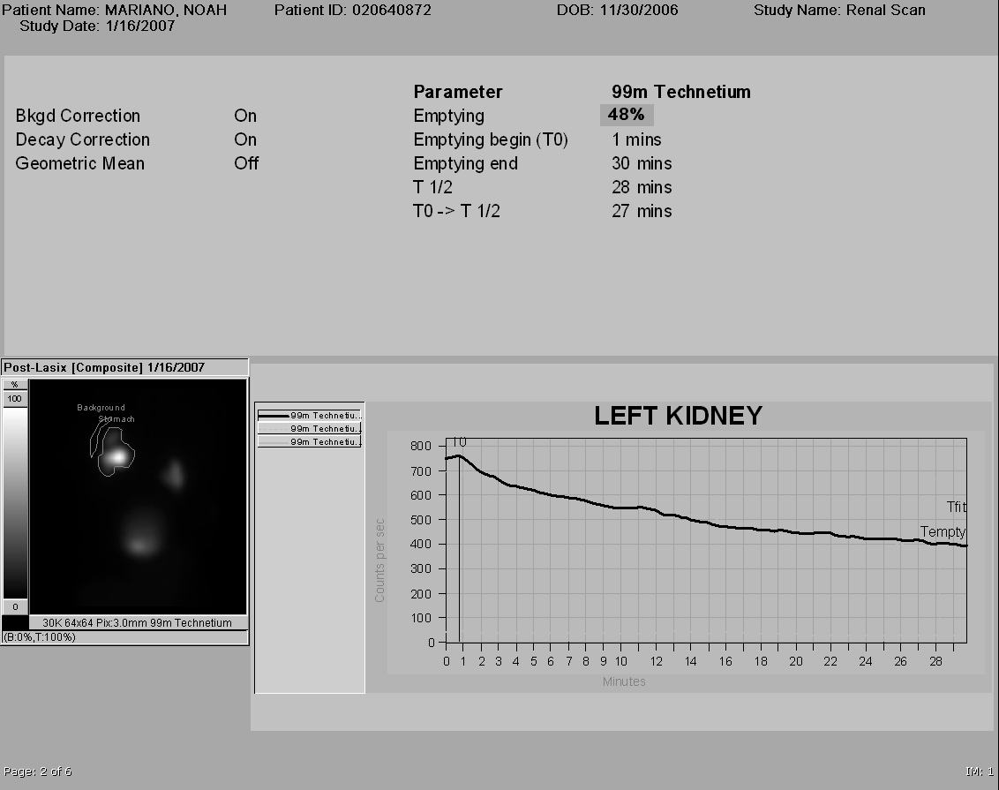 Patient Name: MARIANO, NOAH Patient ID: 020640872 DOB: 11/30/2006 Study Name: Renal Scan
Study Date: 1/16/2007
Parameter 99m Technetium
Bkgd Correction On Emptying 48%
Decay Correction On Emptying begin (T0) 1 mins
Geometric Mean Off Emptying end 30 mins
T 1/2 28 mins
T0 -> T 1/2 27 mins
Post-Lasix [Composite] 1/16/2007
%
100
Background
Stomach
0
30K 64x64 Pix:3.0mm 99m Technetium
(B:0%,T:100%)
99m Technetiu...
99m Technetiu...
99m Technetiu...
LEFT KIDNEY
T0
800
700
600
500
400
300
200
100
0
Tfit
Tempty
Counts per sec
0 1 2 3 4 5 6 7 8 9 10 12 14 16 18 20 22 24 26 28
Minutes
Page: 2 of 6 IM: 1